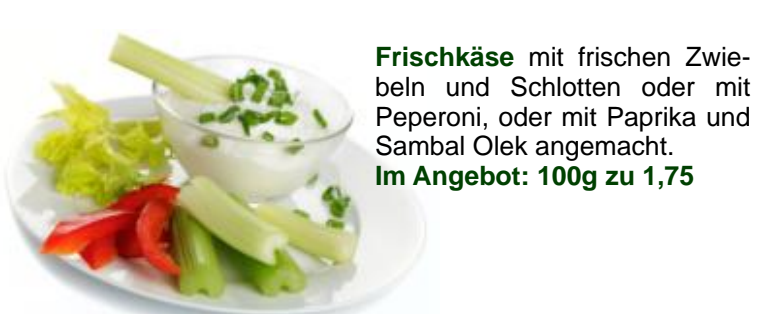 Frischkäse mit frischen Zwie-
beln und Schlotten oder mit
Peperoni, oder mit Paprika und
Sambal Olek angemacht.
Im Angebot: 100g zu 1,75